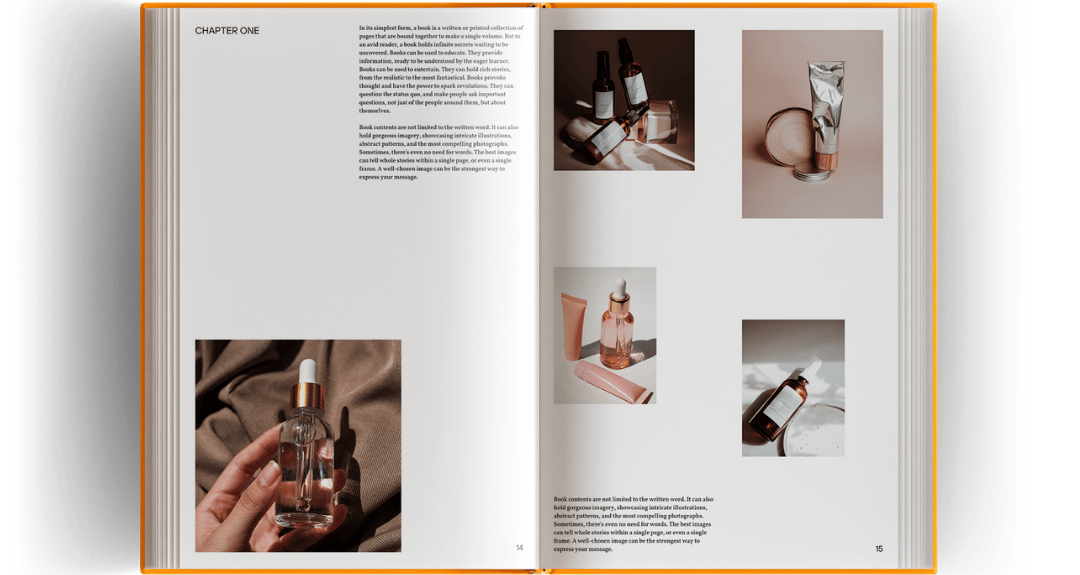 CHAPTER ONE
In its simplest form, a book is a written or printed collection of
pages that are bound together to make a single volume. But to
an avid reader, a book holds infinite secrets waiting to be
uncovered. Books can be used to educate. They provide
information, ready to be understood by the eager learner.
Books can be used to entertain. They can hold rich stories,
from the realistic to the most fantastical. Books provoke
thought and have the power to spark revolutions. They can
question the status quo, and make people ask important
questions, not just of the people around them, but about
themselves.
Book contents are not limited to the written word. It can also
hold gorgeous imagery, showcasing intricate illustrations,
abstract patterns, and the most compelling photographs.
Sometimes, there's even no need for words. The best images
can tell whole stories within a single page, or even a single
frame. A well-chosen image can be the strongest way to
express your message.
14
Book contents are not limited to the written word. It can also
hold gorgeous imagery, showcasing intricate illustrations,
abstract patterns, and the most compelling photographs.
Sometimes, there's even no need for words. The best images
can tell whole stories within a single page, or even a single
frame. A well-chosen image can be the strongest way to
express your message.
15